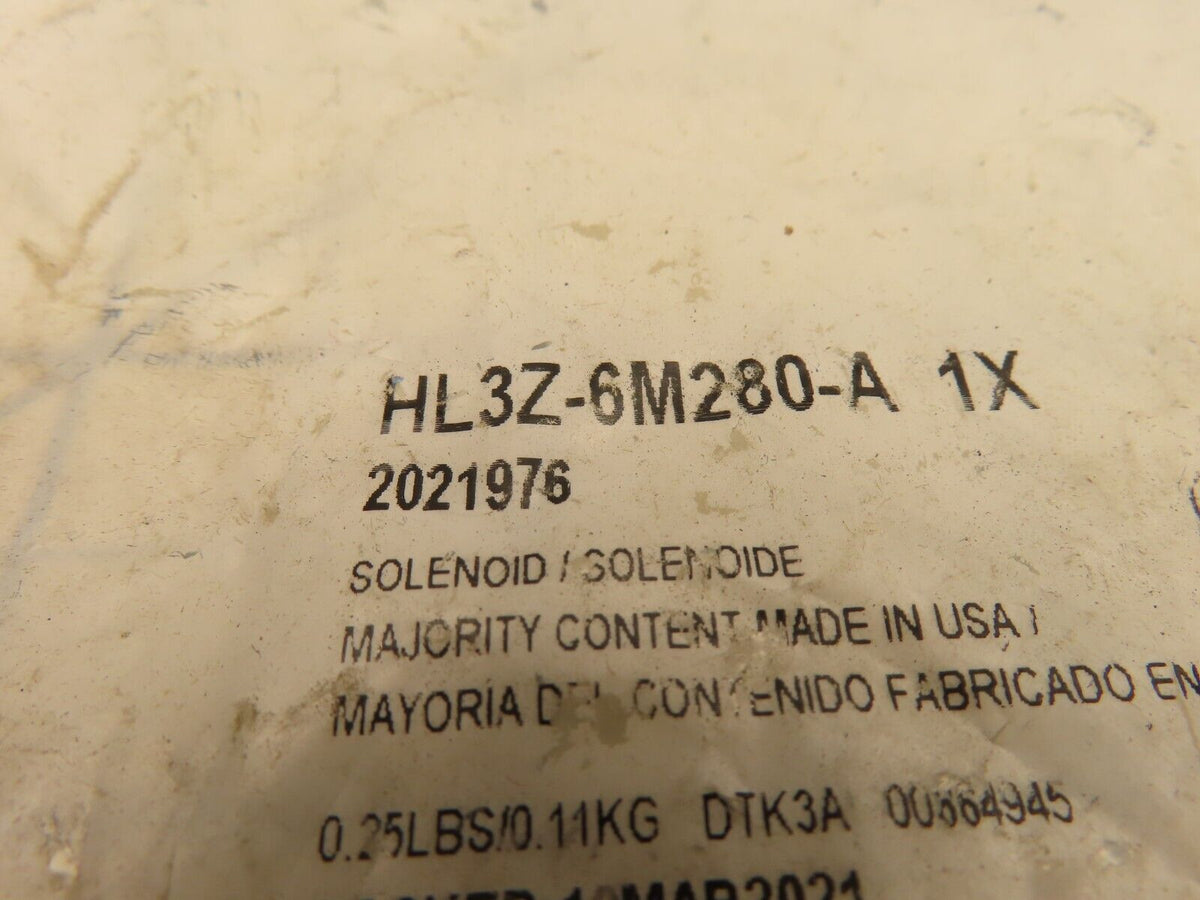 HL3Z-6M280-A 1X
2021976
SOLENOID / SOLENOIDE
MAJORITY CONTENT MADE IN USA /
MAYORIA DEL CONTENIDO FABRICADO EN
0.25LBS/0.11KG DTK3A 00364945